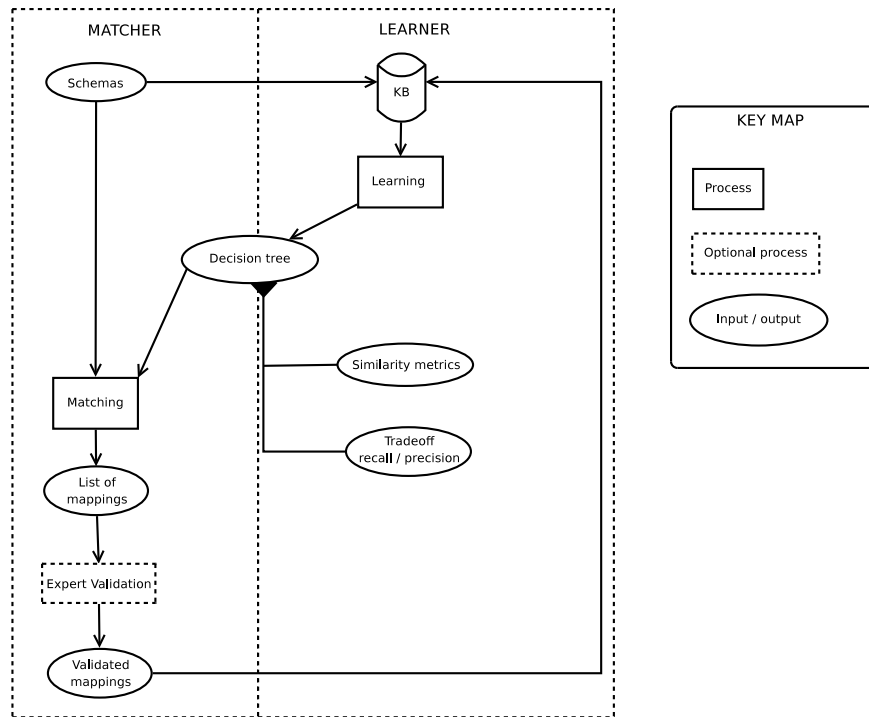 MATCHER
LEARNER
Schemas
KB
Learning
Decision tree
Similarity metrics
Matching
Tradeoff
recall / precision
List of
mappings
Expert Validation
Validated
mappings
KEY MAP
Process
Optional process
Input / output